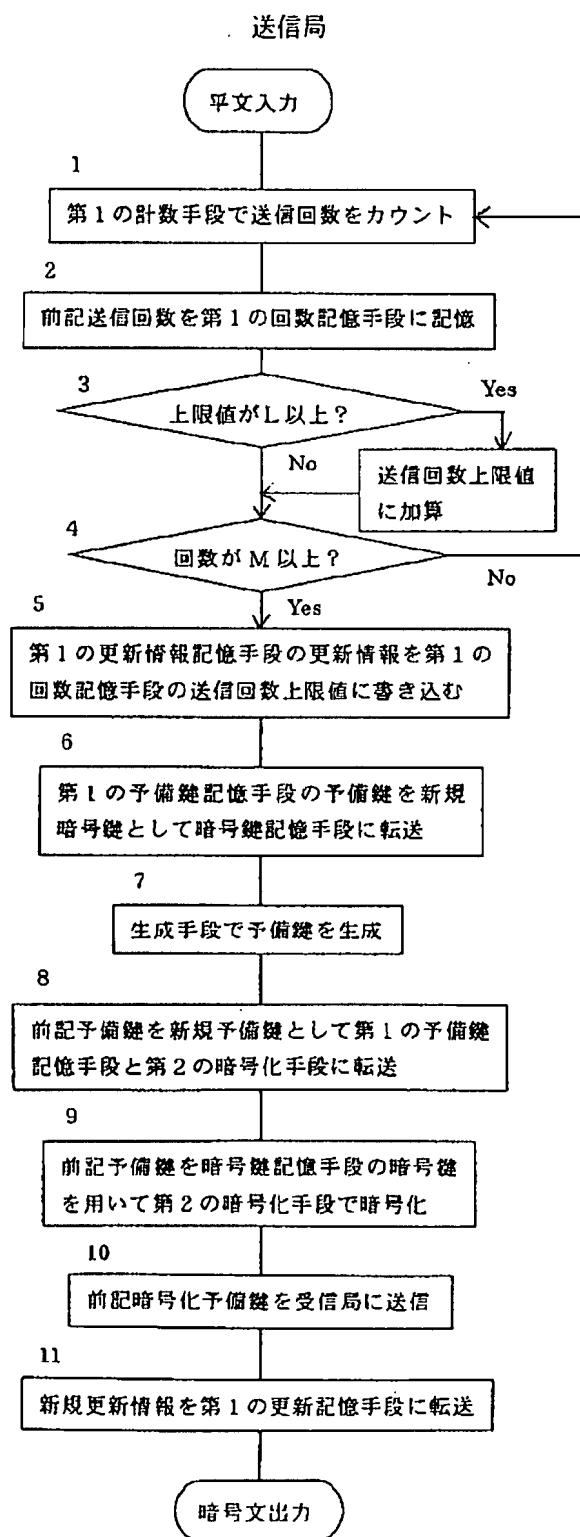 送信局
平文入力
1
第1の計数手段で送信回数をカウント
2
前記送信回数を第1の回数記憶手段に記憶
3
上限値がL以上?
Yes
No
送信回数上限値
に加算
4
回数がM以上?
No
Yes
5
第1の更新情報記憶手段の更新情報を第1の
回数記憶手段の送信回数上限値に書き込む
6
第1の予備鍵記憶手段の予備鍵を新規
暗号鍵として暗号鍵記憶手段に転送
7
生成手段で予備鍵を生成
8
前記予備鍵を新規予備鍵として第1の予備鍵
記憶手段と第2の暗号化手段に転送
9
前記予備鍵を暗号鍵記憶手段の暗号鍵
を用いて第2の暗号化手段で暗号化
10
前記暗号化予備鍵を受信局に送信
11
新規更新情報を第1の更新記憶手段に転送
暗号文出力